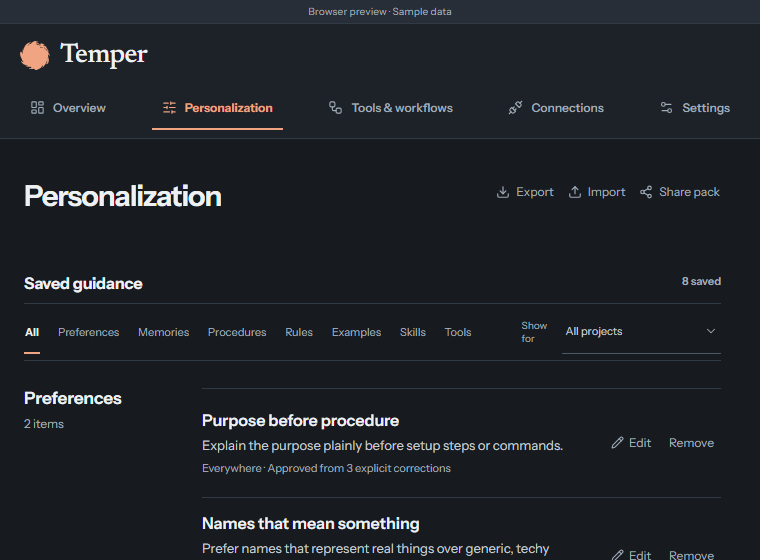 Browser preview · Sample data
Temper
Overview
Personalization
Tools & workflows
Connections
Settings
Personalization
Export
Import
Share pack
Saved guidance
8 saved
All
Preferences
Memories
Procedures
Rules
Examples
Skills
Tools
Show
for
All projects
Preferences
2 items
Purpose before procedure
Explain the purpose plainly before setup steps or commands.
Everywhere · Approved from 3 explicit corrections
Edit
Remove
Names that mean something
Prefer names that represent real things over generic, techy
Edit
Remove